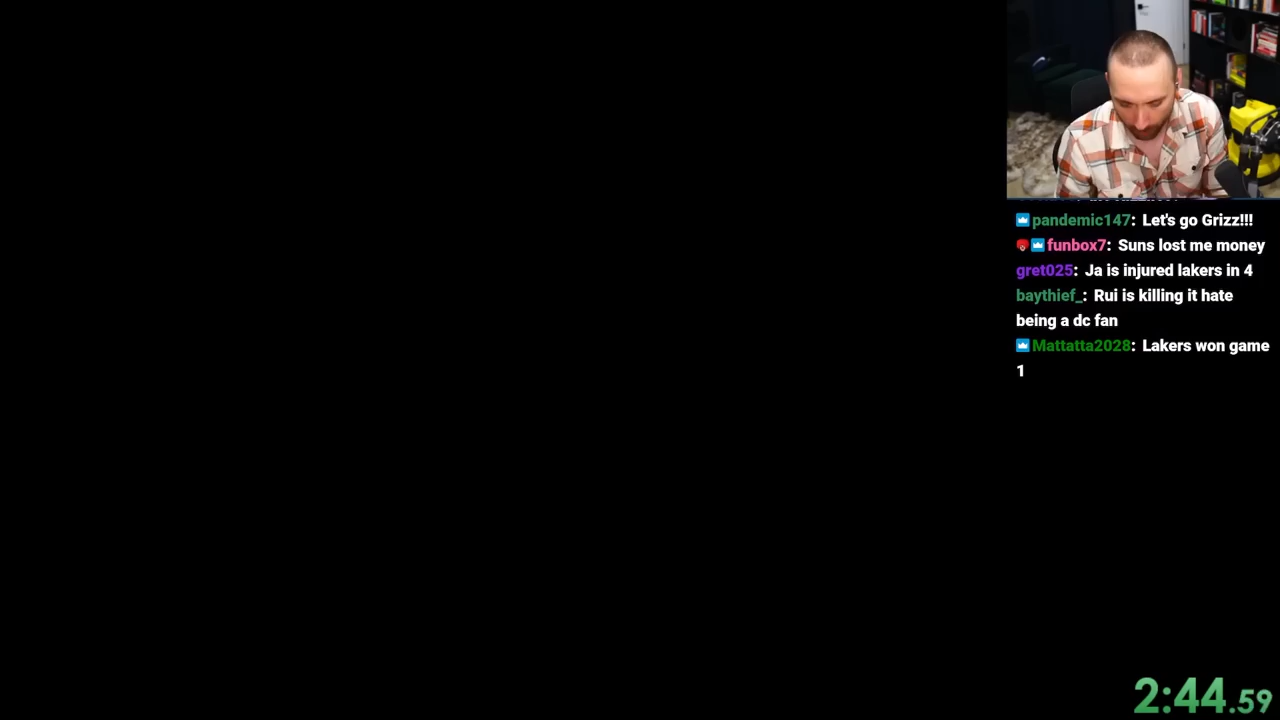 pandemic147: Let's go Grizz!!!
funbox7: Suns lost me money
gret025: Ja is injured lakers in 4
baythief_: Rui is killing it hate
being a dc fan
Mattatta2028: Lakers won game
1
2:44.59